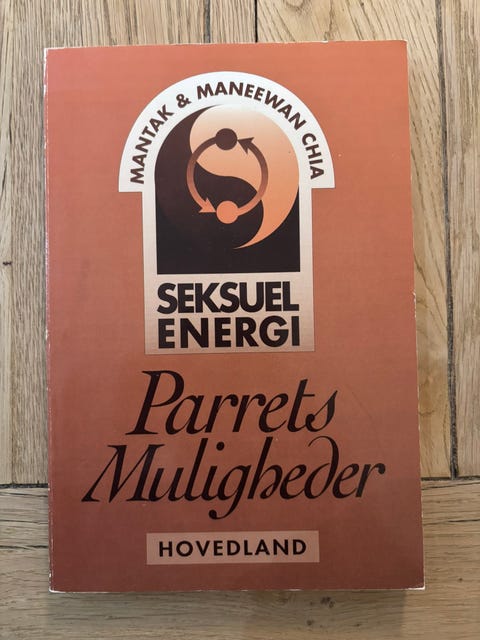 MANTAK & MANEEWAN CHIA
SEKSUEL
ENERGI
Parrets
Muligheder
HOVEDLAND